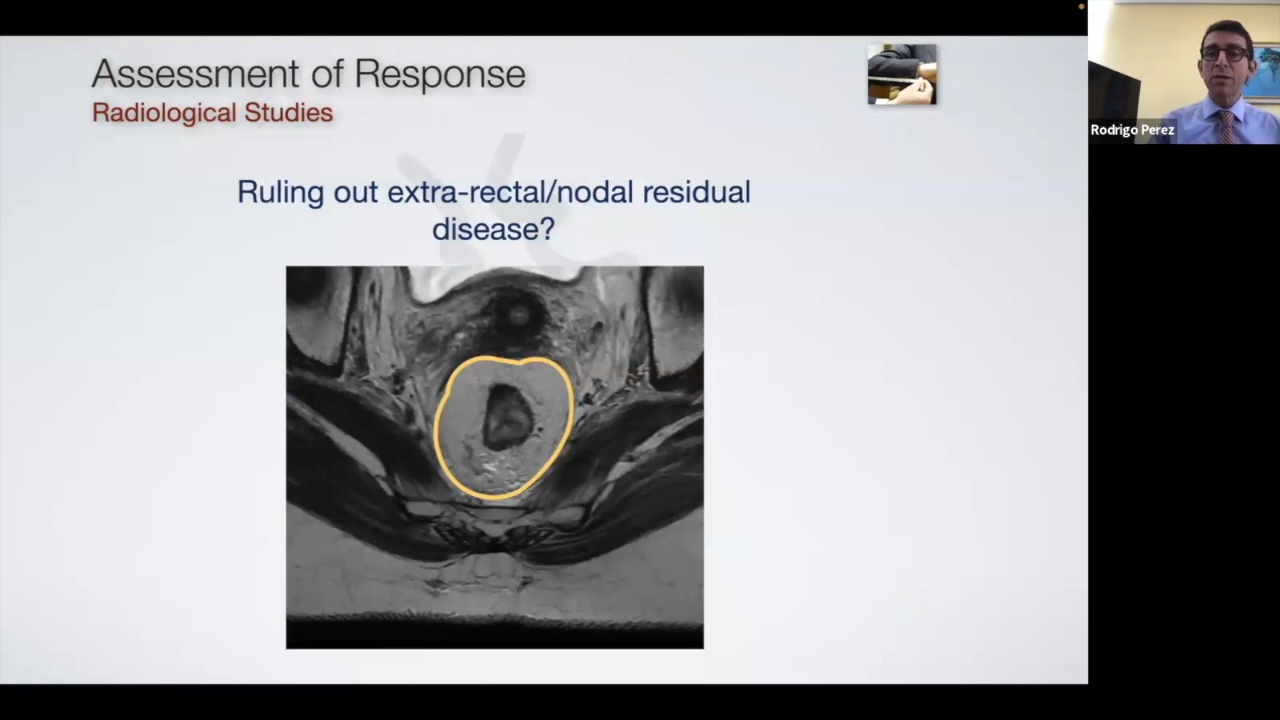 Assessment of Response
Radiological Studies
Ruling out extra-rectal/nodal residual
disease?
Rodrigo Perez